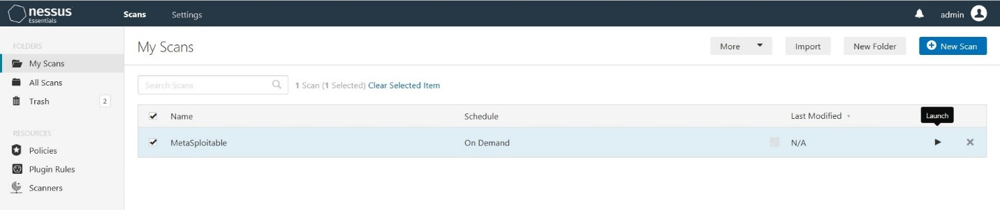 nessus
Essentials
Scans
Settings
admin
FOLDERS
My Scans
All Scans
Trash
2
RESOURCES
Policies
Plugin Rules
Scanners
My Scans
More
Import
New Folder
New Scan
Search Scans
1 Scan (1 Selected) Clear Selected Item
Name
Schedule
Last Modified
Launch
MetaSploitable
On Demand
N/A